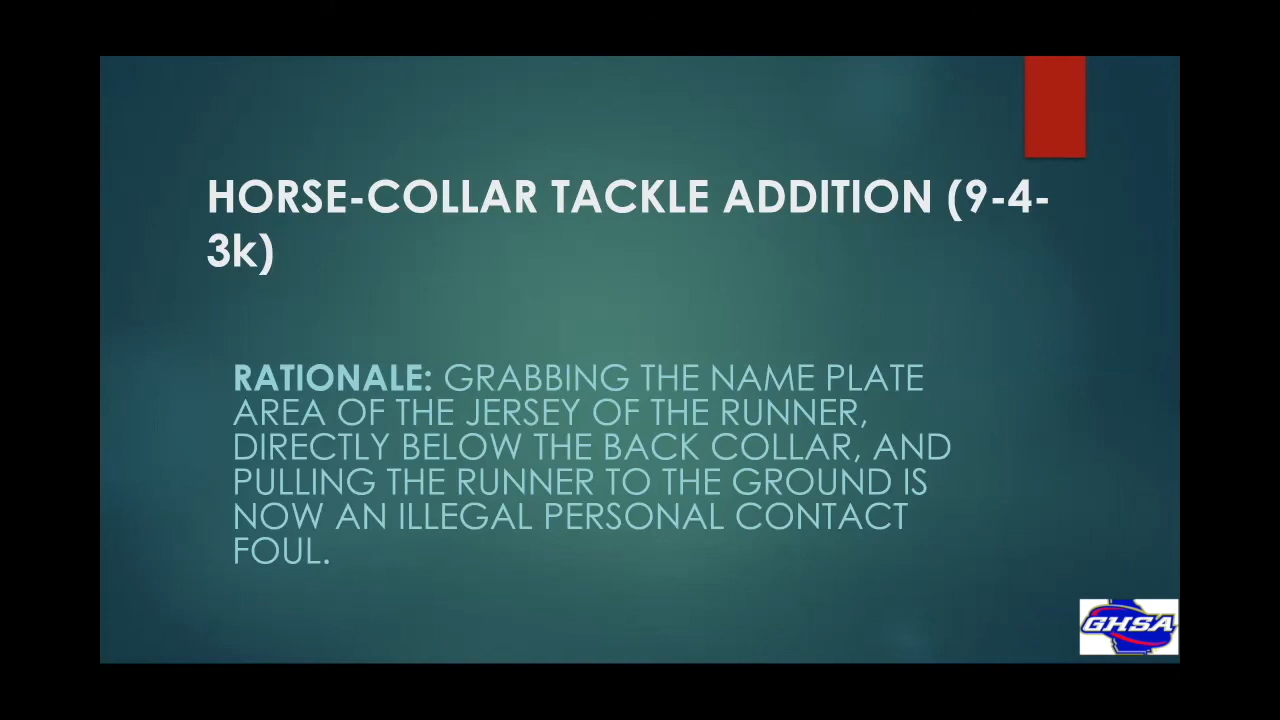 HORSE-COLLAR TACKLE ADDITION (9-4-
3k)
RATIONALE: GRABBING THE NAME PLATE
AREA OF THE JERSEY OF THE RUNNER,
DIRECTLY BELOW THE BACK COLLAR, AND
PULLING THE RUNNER TO THE GROUND IS
NOW AN ILLEGAL PERSONAL CONTACT
FOUL.
GHSA